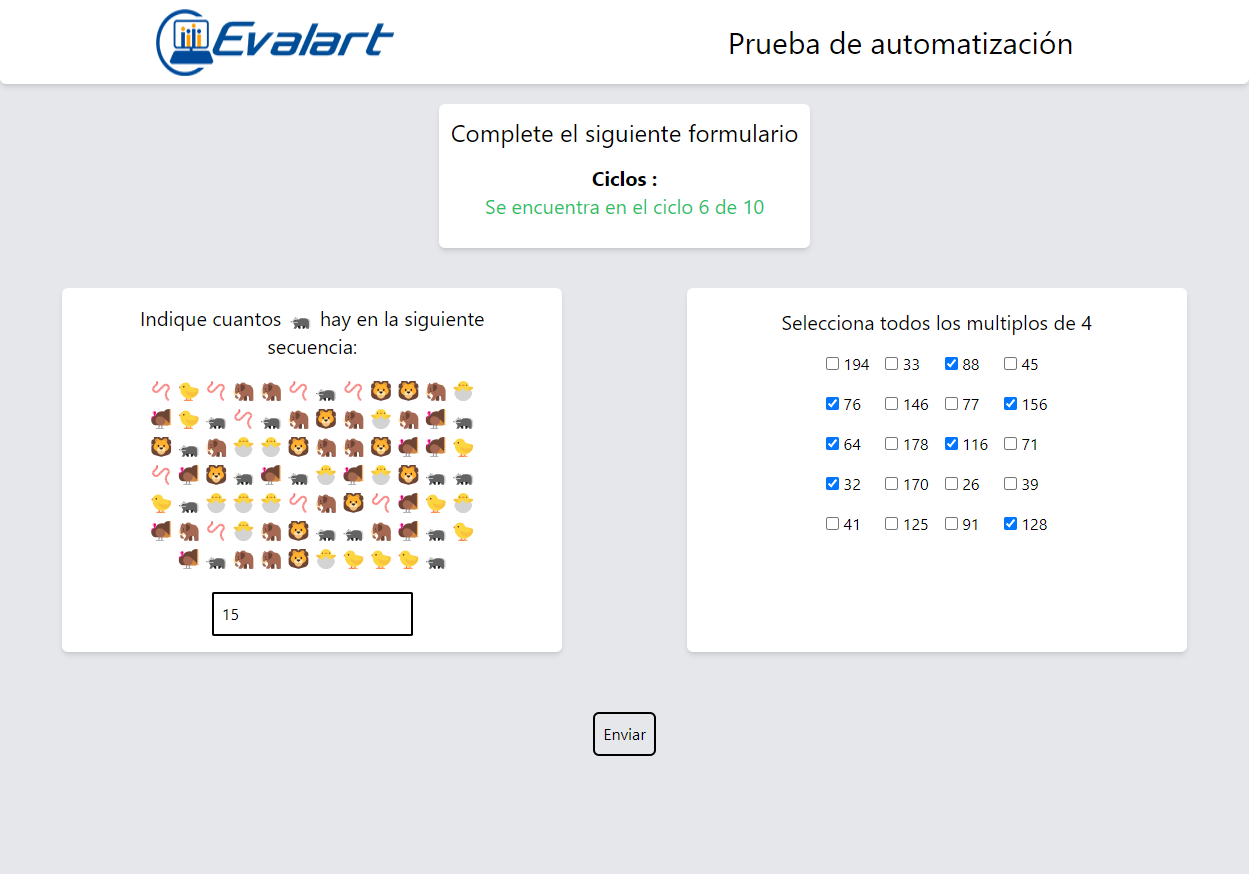 Evalart
Prueba de automatización
Complete el siguiente formulario
Ciclos :
Se encuentra en el ciclo 6 de 10
Indique cuantos hay en la siguiente
secuencia:
15
Selecciona todos los multiplos de 4
194 33 88 45
76 146 77 156
64 178 116 71
32 170 26 39
41 125 91 128
Enviar